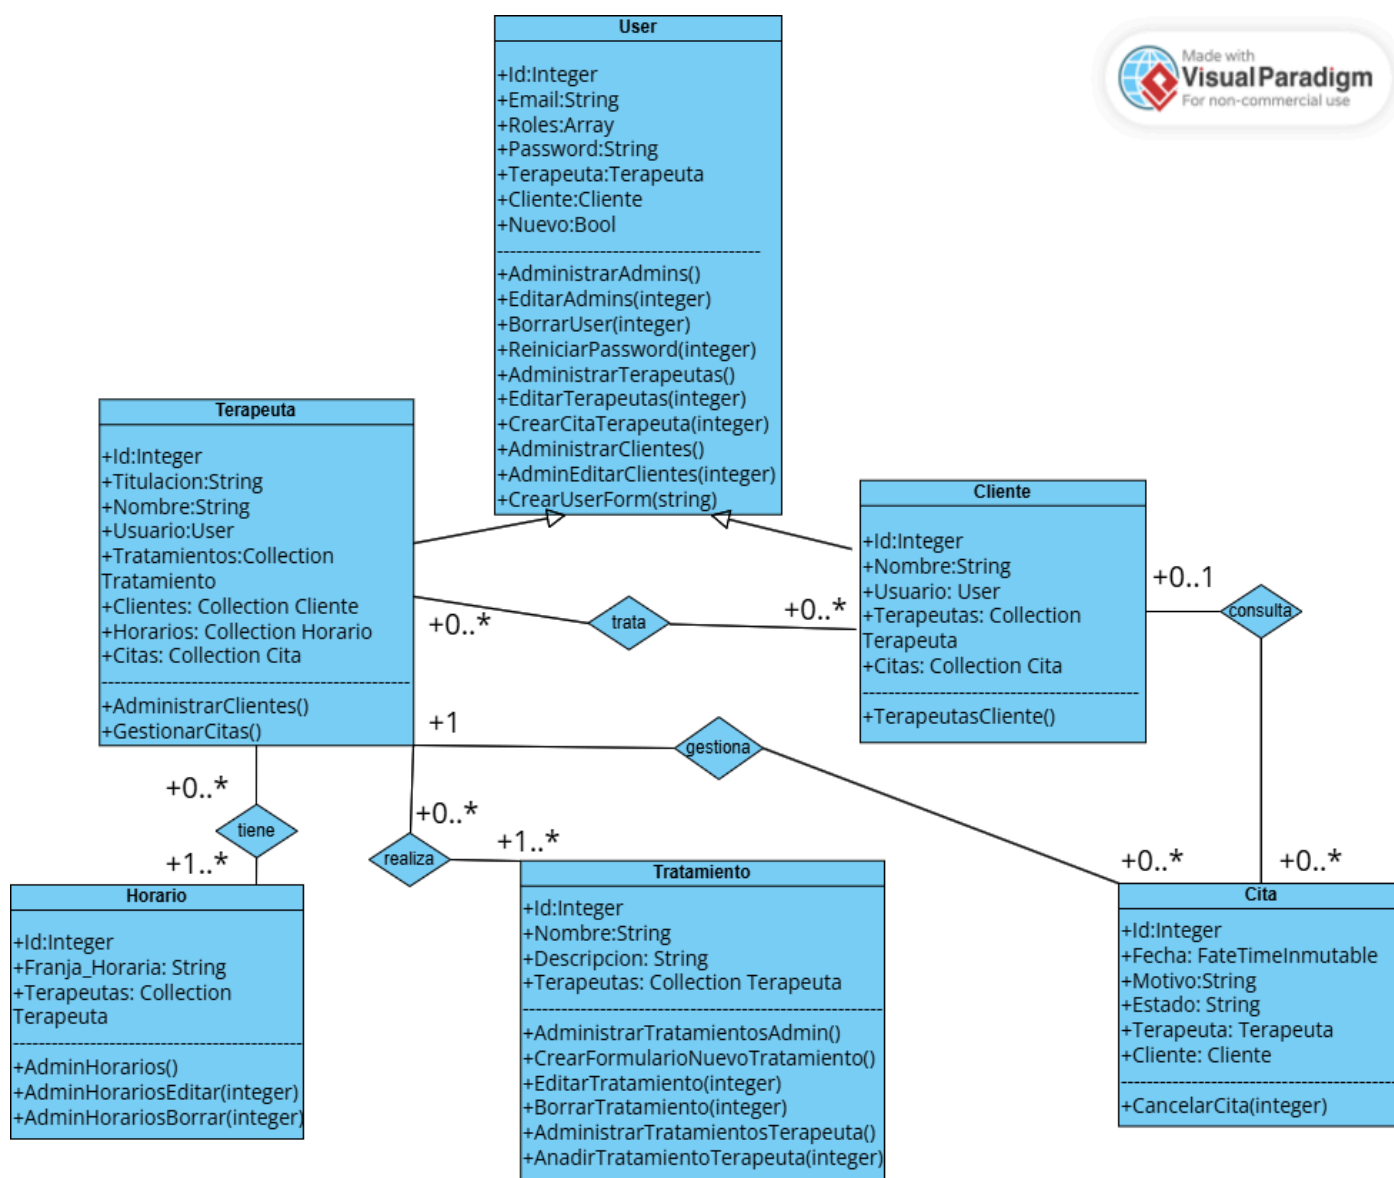 User
+Id:Integer
+Email:String
+Roles:Array
+Password:String
+Terapeuta:Terapeuta
+Cliente:Cliente
+Nuevo:Bool
+AdministrarAdmins()
+EditarAdmins(integer)
+BorrarUser(integer)
+ReiniciarPassword(integer)
+AdministrarTerapeutas()
+EditarTerapeutas(integer)
+CrearCitaTerapeuta(integer)
+AdministrarClientes()
+AdminEditarClientes(integer)
+CrearUserForm(string)
Made with
Visual Paradigm
For non-commercial use
Terapeuta
+Id:Integer
+Titulacion:String
+Nombre:String
+Usuario:User
+Tratamientos:Collection
Tratamiento
+Clientes: Collection Cliente
+Horarios: Collection Horario
+Citas: Collection Cita
+AdministrarClientes()
+GestionarCitas()
Cliente
+Id:Integer
+Nombre:String
+Usuario: User
+Terapeutas: Collection
Terapeuta
+Citas: Collection Cita
+TerapeutasCliente()
+0..*
trata
+0..*
+0..1
consulta
+0..*
+1
gestiona
+0..*
+0..*
tiene
+1..*
+0..*
realiza
+1..*
Horario
+Id:Integer
+Franja_Horaria: String
+Terapeutas: Collection
Terapeuta
+AdminHorarios()
+AdminHorariosEditar(integer)
+AdminHorariosBorrar(integer)
Tratamiento
+Id:Integer
+Nombre:String
+Descripcion: String
+Terapeutas: Collection Terapeuta
+AdministrarTratamientosAdmin()
+CrearFormularioNuevoTratamiento()
+EditarTratamiento(integer)
+BorrarTratamiento(integer)
+AdministrarTratamientosTerapeuta()
+AnadirTratamientoTerapeuta(integer)
Cita
+Id:Integer
+Fecha: FateTimeInmutable
+Motivo:String
+Estado: String
+Terapeuta: Terapeuta
+Cliente: Cliente
+CancelarCita(integer)